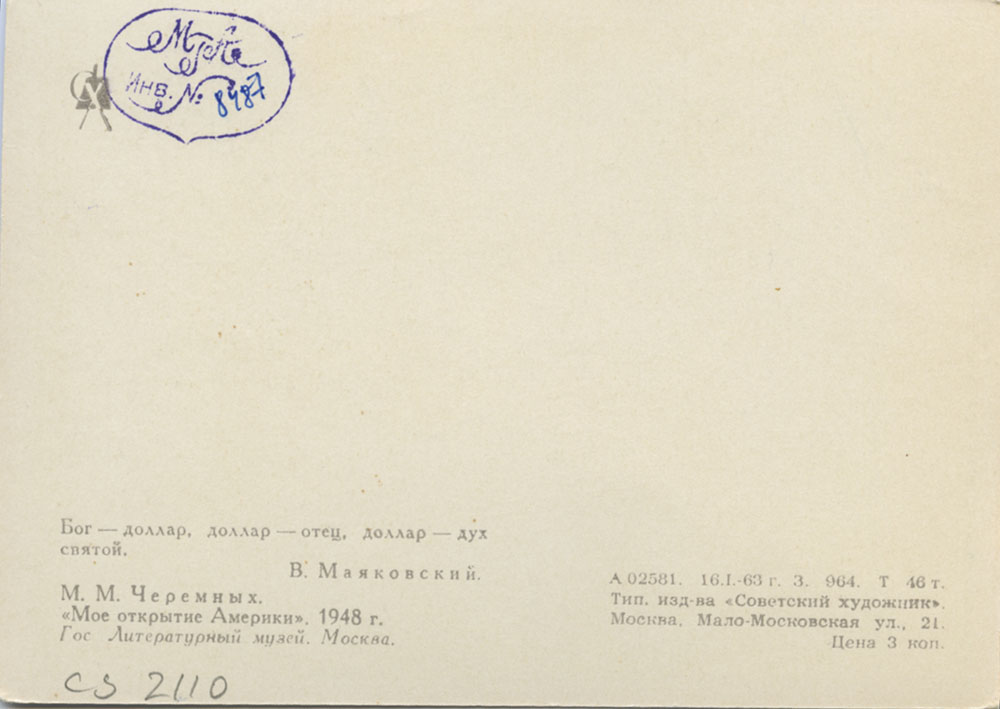 МРА
Инв. № 8487
СХ
Бог — доллар, доллар — отец, доллар — дух
святой.
В. Маяковский.
М. М. Черемных.
«Мое открытие Америки». 1948 г.
Гос Литературный музей. Москва.
А 02581. 16.I.-63 г. З. 964. Т 46 т.
Тип. изд-ва «Советский художник».
Москва, Мало-Московская ул., 21.
Цена 3 коп.
CS 2110